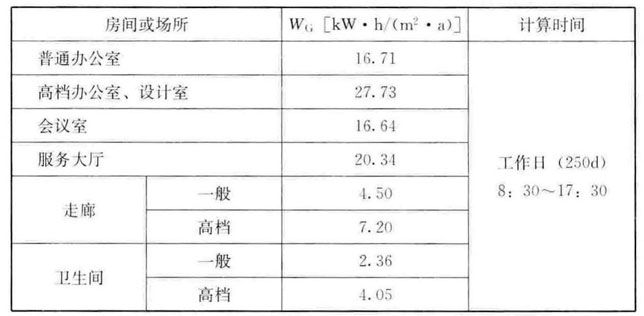 房间或场所 W_G [kW·h/(m²·a)] 计算时间
普通办公室 16.71
高档办公室、设计室 27.73
会议室 16.64
服务大厅 20.34
工作日 (250d)
8:30～17:30
走廊 一般 4.50
高档 7.20
卫生间 一般 2.36
高档 4.05